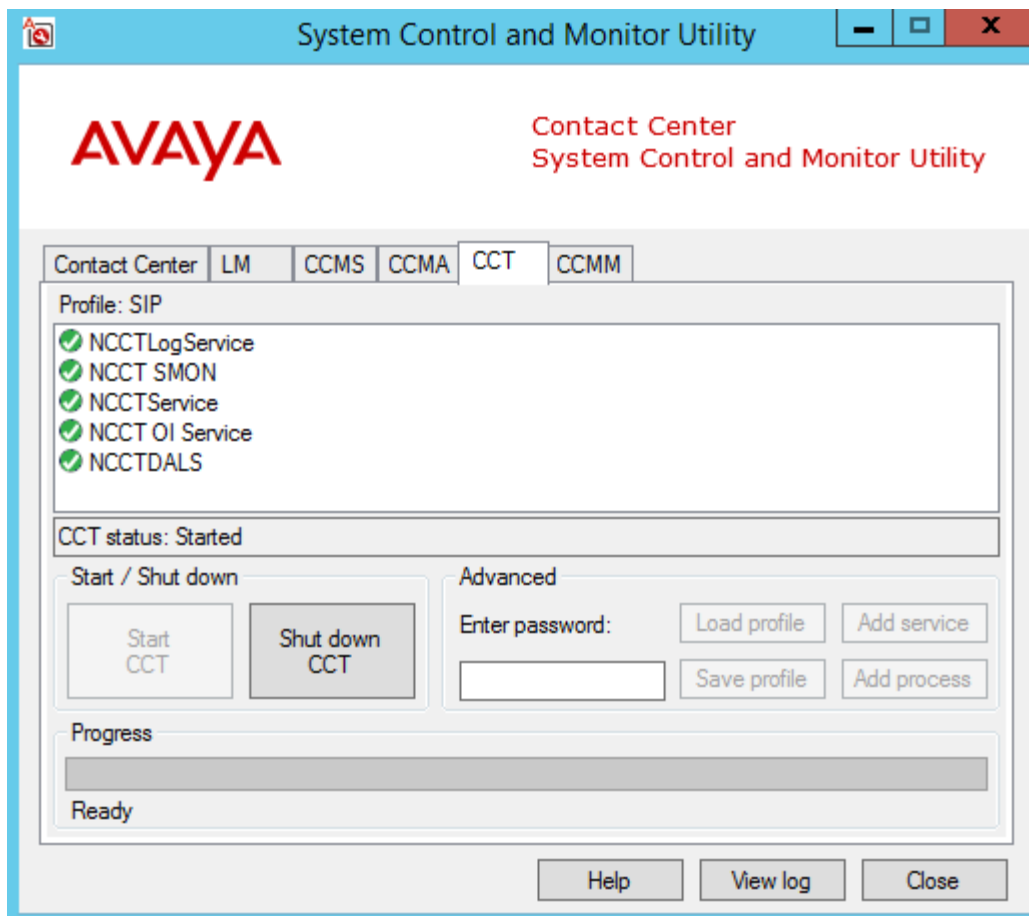 System Control and Monitor Utility
AVAYA
Contact Center
System Control and Monitor Utility
Contact Center LM CCMS CCMA CCT CCMM
Profile: SIP
NCCTLogService
NCCT SMON
NCCTService
NCCT OI Service
NCCTDALS
CCT status: Started
Start / Shut down
Start
CCT
Shut down
CCT
Advanced
Enter password:
Load profile
Add service
Save profile
Add process
Progress
Ready
Help
View log
Close